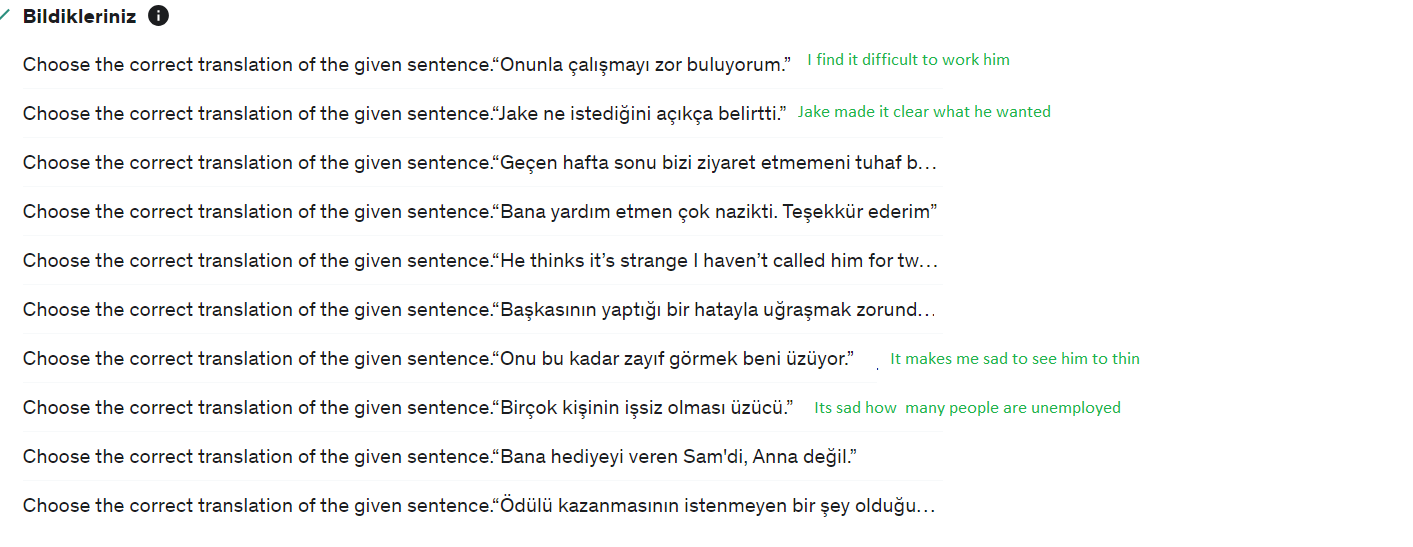 Bildikleriniz
Choose the correct translation of the given sentence.“Onunla çalışmayı zor buluyorum.” I find it difficult to work him
Choose the correct translation of the given sentence.“Jake ne istediğini açıkça belirtti.” Jake made it clear what he wanted
Choose the correct translation of the given sentence.“Geçen hafta sonu bizi ziyaret etmemeni tuhaf b…
Choose the correct translation of the given sentence.“Bana yardım etmen çok nazikti. Teşekkür ederim”
Choose the correct translation of the given sentence.“He thinks it’s strange I haven’t called him for tw…
Choose the correct translation of the given sentence.“Başkasının yaptığı bir hatayla uğraşmak zorund…
Choose the correct translation of the given sentence.“Onu bu kadar zayıf görmek beni üzüyor.” . It makes me sad to see him to thin
Choose the correct translation of the given sentence.“Birçok kişinin işsiz olması üzücü.” Its sad how many people are unemployed
Choose the correct translation of the given sentence.“Bana hediyeyi veren Sam'di, Anna değil.”
Choose the correct translation of the given sentence.“Ödülü kazanmasının istenmeyen bir şey olduğu…